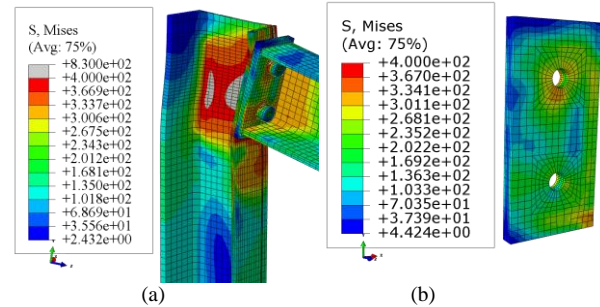 S, Mises
(Avg: 75%)
+8.300e+02
+4.000e+02
+3.669e+02
+3.337e+02
+3.006e+02
+2.675e+02
+2.343e+02
+2.012e+02
+1.681e+02
+1.350e+02
+1.018e+02
+6.869e+01
+3.556e+01
+2.432e+00
(a)
S, Mises
(Avg: 75%)
+4.000e+02
+3.670e+02
+3.341e+02
+3.011e+02
+2.681e+02
+2.352e+02
+2.022e+02
+1.692e+02
+1.363e+02
+1.033e+02
+7.035e+01
+3.739e+01
+4.424e+00
(b)